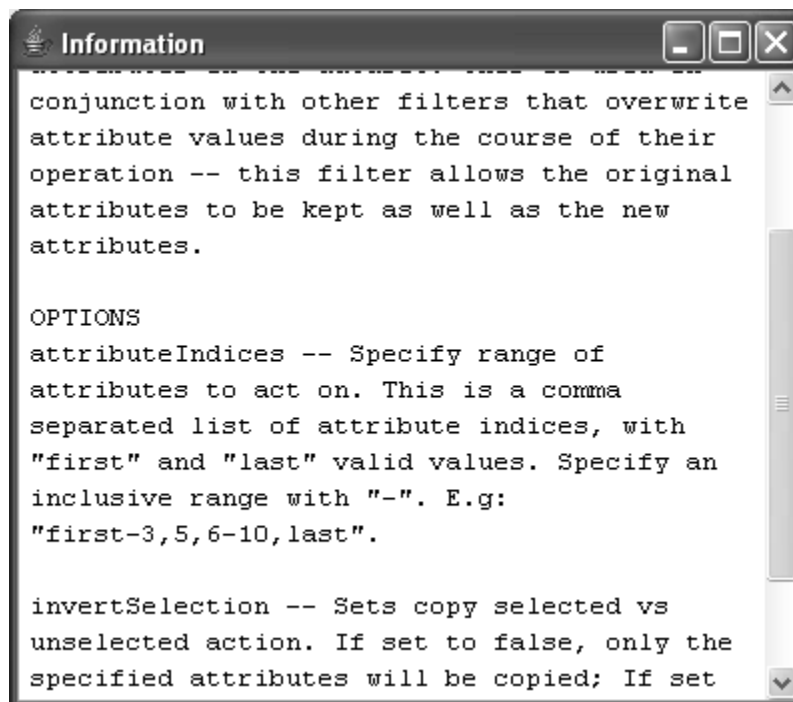 Information
conjunction with other filters that overwrite
attribute values during the course of their
operation -- this filter allows the original
attributes to be kept as well as the new
attributes.
OPTIONS
attributeIndices -- Specify range of
attributes to act on. This is a comma
separated list of attribute indices, with
"first" and "last" valid values. Specify an
inclusive range with "-". E.g:
"first-3,5,6-10,last".
invertSelection -- Sets copy selected vs
unselected action. If set to false, only the
specified attributes will be copied; If set